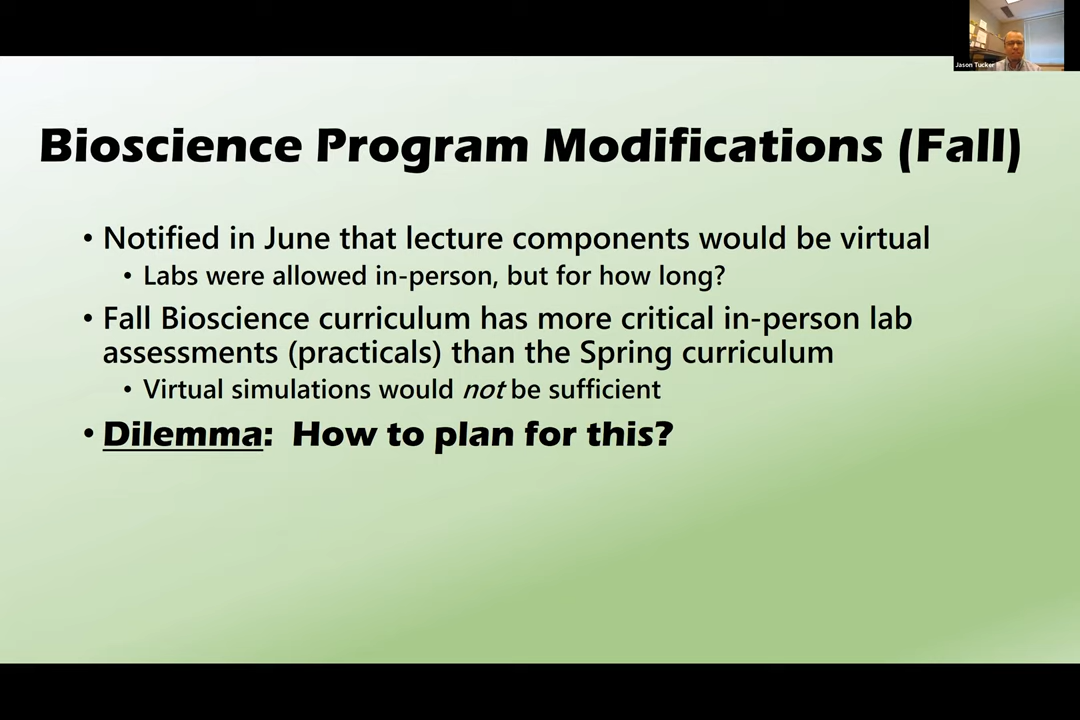 Jason Tucker
Bioscience Program Modifications (Fall)
• Notified in June that lecture components would be virtual
• Labs were allowed in-person, but for how long?
• Fall Bioscience curriculum has more critical in-person lab
assessments (practicals) than the Spring curriculum
• Virtual simulations would not be sufficient
• Dilemma: How to plan for this?